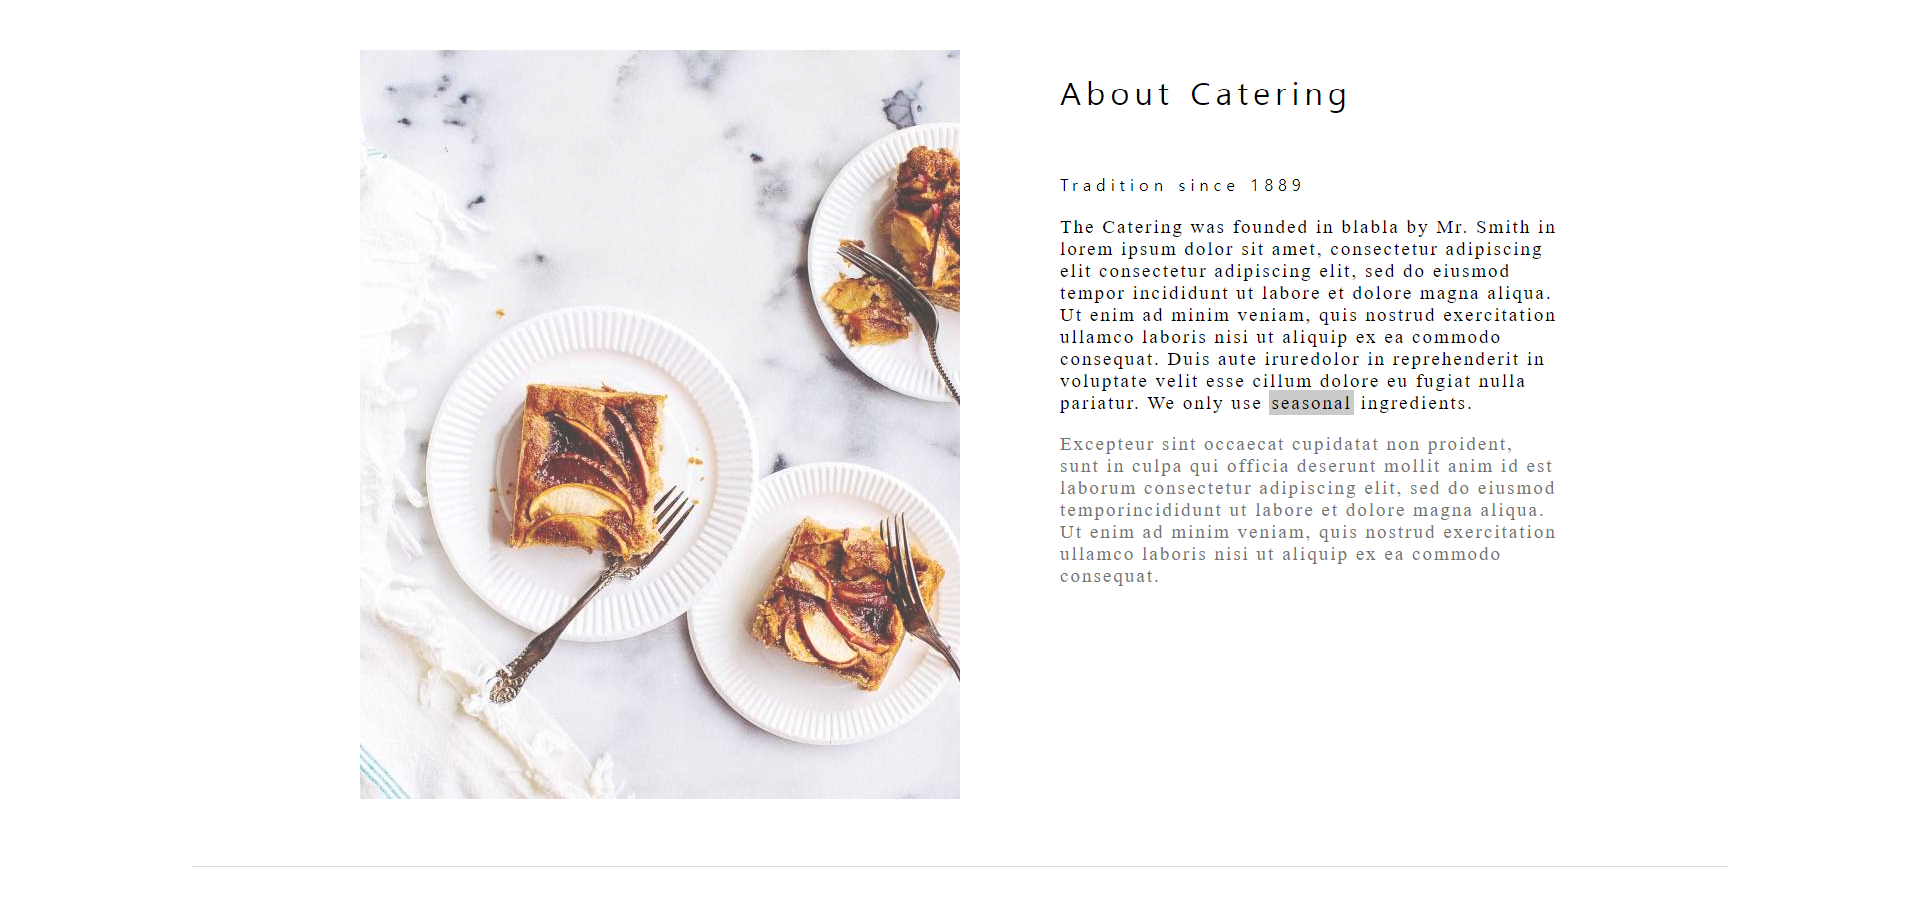 About Catering
Tradition since 1889
The Catering was founded in blabla by Mr. Smith in
lorem ipsum dolor sit amet, consectetur adipiscing
elit consectetur adipiscing elit, sed do eiusmod
tempor incididunt ut labore et dolore magna aliqua.
Ut enim ad minim veniam, quis nostrud exercitation
ullamco laboris nisi ut aliquip ex ea commodo
consequat. Duis aute iruredolor in reprehenderit in
voluptate velit esse cillum dolore eu fugiat nulla
pariatur. We only use seasonal ingredients.
Excepteur sint occaecat cupidatat non proident,
sunt in culpa qui officia deserunt mollit anim id est
laborum consectetur adipiscing elit, sed do eiusmod
temporincididunt ut labore et dolore magna aliqua.
Ut enim ad minim veniam, quis nostrud exercitation
ullamco laboris nisi ut aliquip ex ea commodo
consequat.